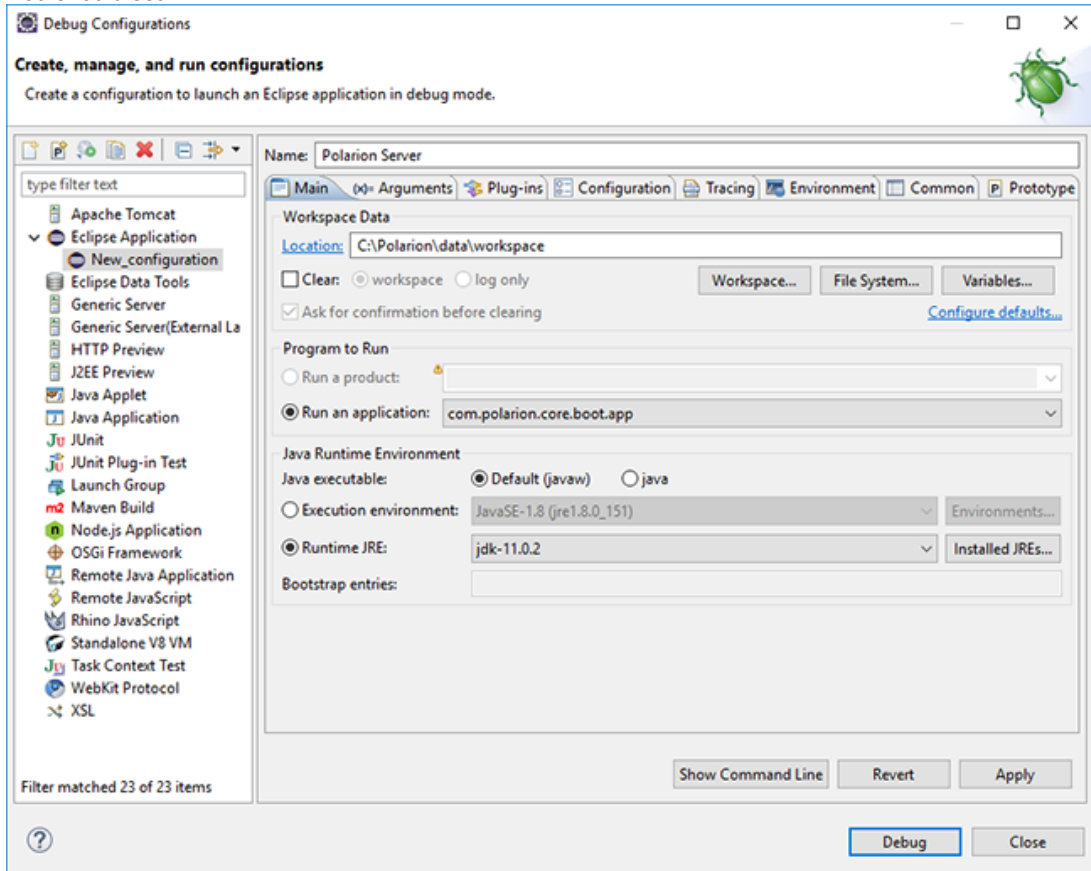 Debug Configurations
Create, manage, and run configurations
Create a configuration to launch an Eclipse application in debug mode.
type filter text
Apache Tomcat
Eclipse Application
New_configuration
Eclipse Data Tools
Generic Server
Generic Server(External La
HTTP Preview
J2EE Preview
Java Applet
Java Application
JUnit
JUnit Plug-in Test
Launch Group
m2 Maven Build
Node.js Application
OSGi Framework
Remote Java Application
Remote JavaScript
Rhino JavaScript
Standalone V8 VM
Task Context Test
WebKit Protocol
XSL
Filter matched 23 of 23 items
Name: Polarion Server
Main (x)= Arguments Plug-ins Configuration Tracing Environment Common P Prototype
Workspace Data
Location: C:\Polarion\data\workspace
Clear: workspace log only Workspace... File System... Variables...
Ask for confirmation before clearing Configure defaults...
Program to Run
Run a product:
Run an application: com.polarion.core.boot.app
Java Runtime Environment
Java executable: Default (javaw) java
Execution environment: JavaSE-1.8 (jre1.8.0_151) Environments...
Runtime JRE: jdk-11.0.2 Installed JREs...
Bootstrap entries:
Show Command Line Revert Apply
Debug Close